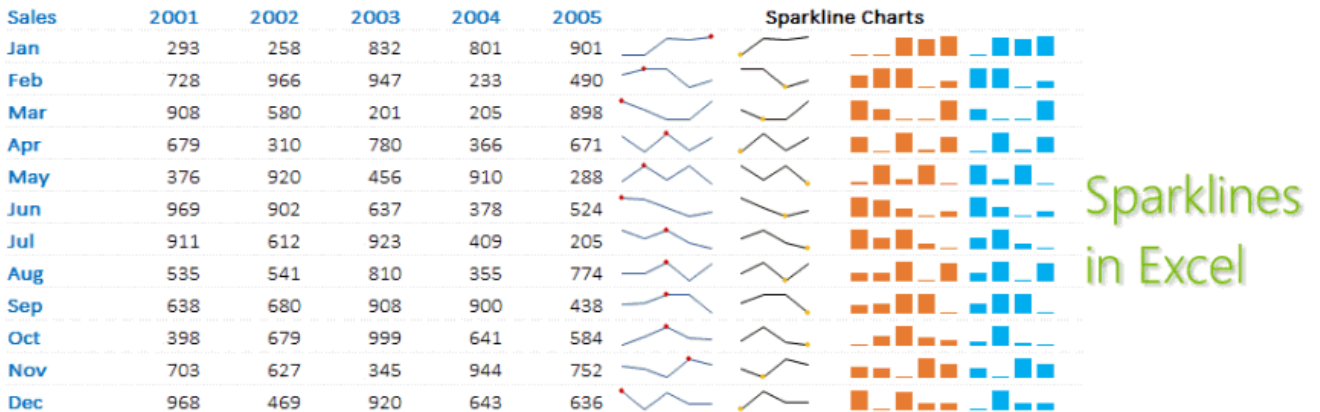 Sales 2001 2002 2003 2004 2005 Sparkline Charts
Jan 293 258 832 801 901
Feb 728 966 947 233 490
Mar 908 580 201 205 898
Apr 679 310 780 366 671
May 376 920 456 910 288
Jun 969 902 637 378 524
Jul 911 612 923 409 205
Aug 535 541 810 355 774
Sep 638 680 908 900 438
Oct 398 679 999 641 584
Nov 703 627 345 944 752
Dec 968 469 920 643 636
Sparklines
in Excel